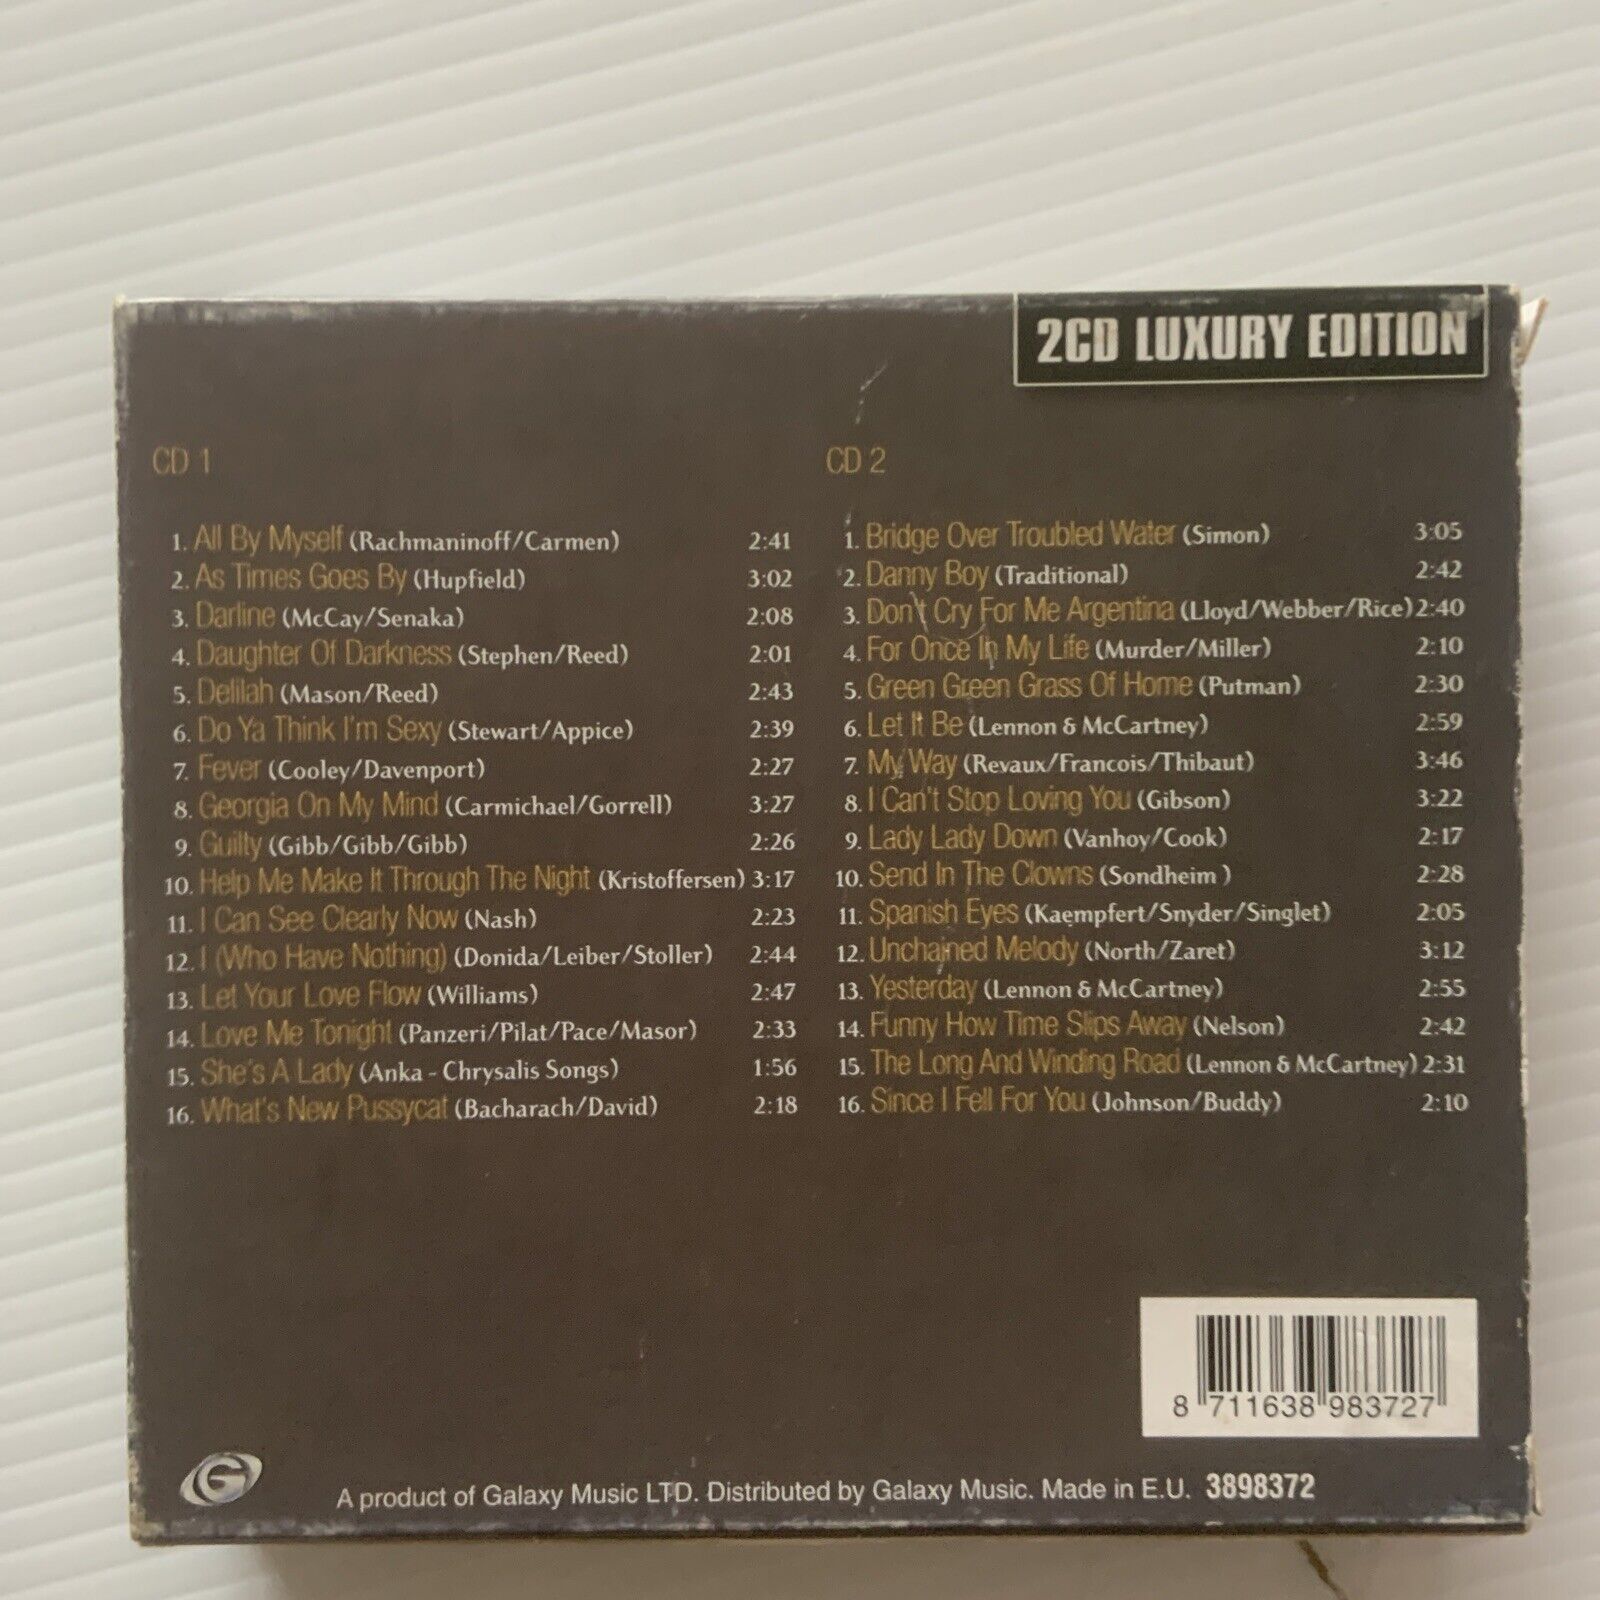 2CD LUXURY EDITION
CD 1
1. All By Myself (Rachmaninoff/Carmen) 2:41
2. As Times Goes By (Hupfield) 3:02
3. Darline (McCay/Senaka) 2:08
4. Daughter Of Darkness (Stephen/Reed) 2:01
5. Delilah (Mason/Reed) 2:43
6. Do Ya Think I'm Sexy (Stewart/Appice) 2:39
7. Fever (Cooley/Davenport) 2:27
8. Georgia On My Mind (Carmichael/Gorrell) 3:27
9. Guilty (Gibb/Gibb/Gibb) 2:26
10. Help Me Make It Through The Night (Kristoffersen) 3:17
11. I Can See Clearly Now (Nash) 2:23
12. I (Who Have Nothing) (Donida/Leiber/Stoller) 2:44
13. Let Your Love Flow (Williams) 2:47
14. Love Me Tonight (Panzeri/Pilat/Pace/Masor) 2:33
15. She's A Lady (Anka - Chrysalis Songs) 1:56
16. What's New Pussycat (Bacharach/David) 2:18
CD 2
1. Bridge Over Troubled Water (Simon) 3:05
2. Danny Boy (Traditional) 2:42
3. Don't Cry For Me Argentina (Lloyd/Webber/Rice) 2:40
4. For Once In My Life (Murder/Miller) 2:10
5. Green Green Grass Of Home (Putman) 2:30
6. Let It Be (Lennon & McCartney) 2:59
7. My Way (Revaux/Francois/Thibaut) 3:46
8. I Can't Stop Loving You (Gibson) 3:22
9. Lady Lady Down (Vanhoy/Cook) 2:17
10. Send In The Clowns (Sondheim ) 2:28
11. Spanish Eyes (Kaempfert/Snyder/Singlet) 2:05
12. Unchained Melody (North/Zaret) 3:12
13. Yesterday (Lennon & McCartney) 2:55
14. Funny How Time Slips Away (Nelson) 2:42
15. The Long And Winding Road (Lennon & McCartney) 2:31
16. Since I Fell For You (Johnson/Buddy) 2:10
8 711638 983727
G
A product of Galaxy Music LTD. Distributed by Galaxy Music. Made in E.U. 3898372